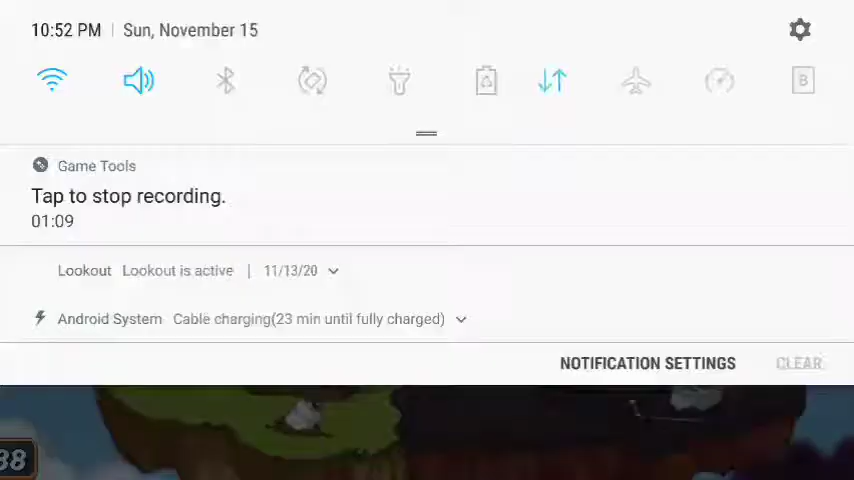 10:52 PM | Sun, November 15
B
Game Tools
Tap to stop recording.
01:09
Lookout Lookout is active | 11/13/20
Android System Cable charging(23 min until fully charged)
NOTIFICATION SETTINGS CLEAR
88